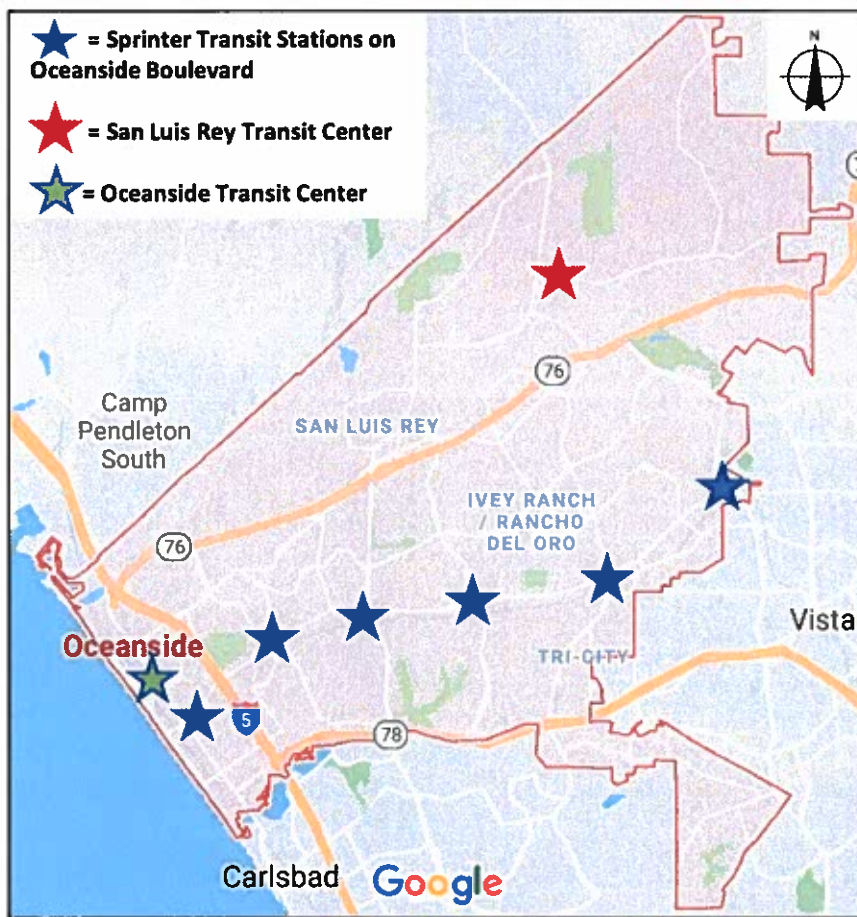 = Sprinter Transit Stations on
Oceanside Boulevard
= San Luis Rey Transit Center
= Oceanside Transit Center
N
76
Camp
Pendleton
South
SAN LUIS REY
IVEY RANCH
/ RANCHO
DEL ORO
76
Oceanside
Vista
TRI-CITY
5
78
Carlsbad
Google